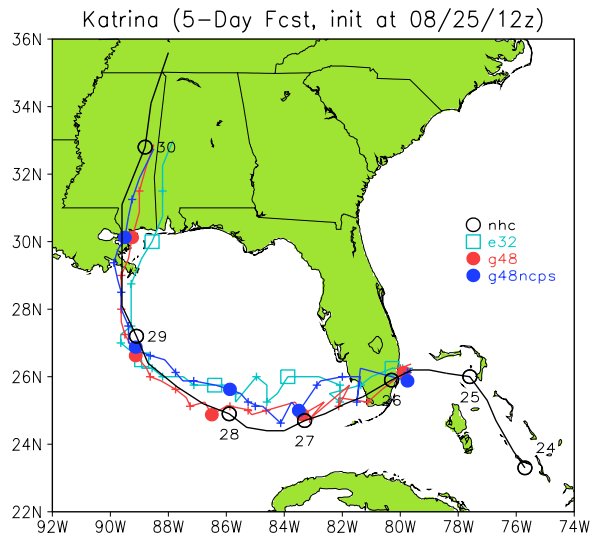 Katrina (5-Day Fcst, init at 08/25/12z)
36N
34N
32N
30N
28N
26N
24N
22N
30
29
28
27
26
25
24
nhc
e32
g48
g48ncps
92W 90W 88W 86W 84W 82W 80W 78W 76W 74W